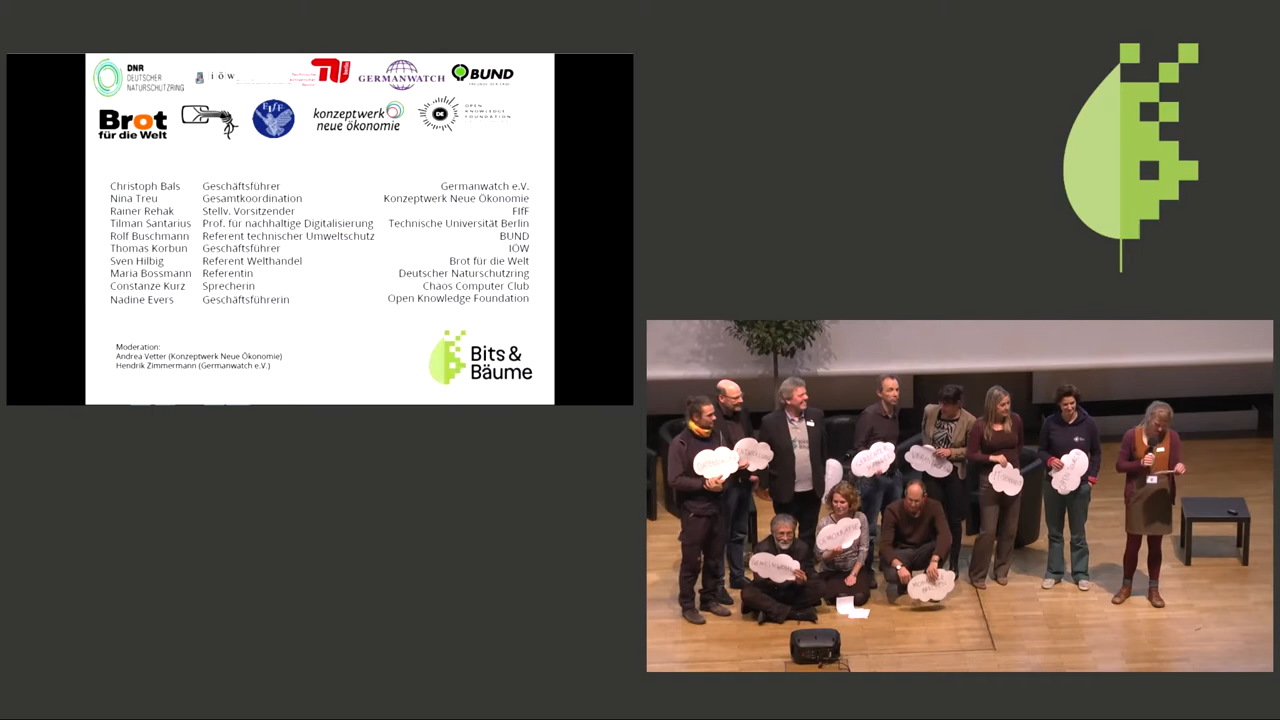 DNR
DEUTSCHER
NATURSCHUTZRING
i ö w
GERMANWATCH
BUND
Brot
für die Welt
FIfF
konzeptwerk
neue ökonomie
DE
OPEN
KNOWLEDGE
FOUNDATION
Christoph Bals Geschäftsführer Germanwatch e.V.
Nina Treu Gesamtkoordination Konzeptwerk Neue Ökonomie
Rainer Rehak Stellv. Vorsitzender FIfF
Tilman Santarius Prof. für nachhaltige Digitalisierung Technische Universität Berlin
Rolf Buschmann Referent technischer Umweltschutz BUND
Thomas Korbun Geschäftsführer IÖW
Sven Hilbig Referent Welthandel Brot für die Welt
Maria Bossmann Referentin Deutscher Naturschutzring
Constanze Kurz Sprecherin Chaos Computer Club
Nadine Evers Geschäftsführerin Open Knowledge Foundation
Moderation:
Andrea Vetter (Konzeptwerk Neue Ökonomie)
Hendrik Zimmermann (Germanwatch e.V.)
Bits &
Bäume
DEMOKRATIE